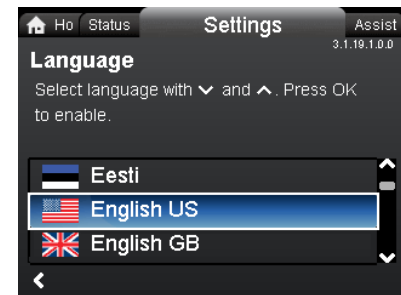 Ho Status Settings Assist
3.1.19.1.0.0
Language
Select language with and . Press OK
to enable.
Eesti
English US
English GB